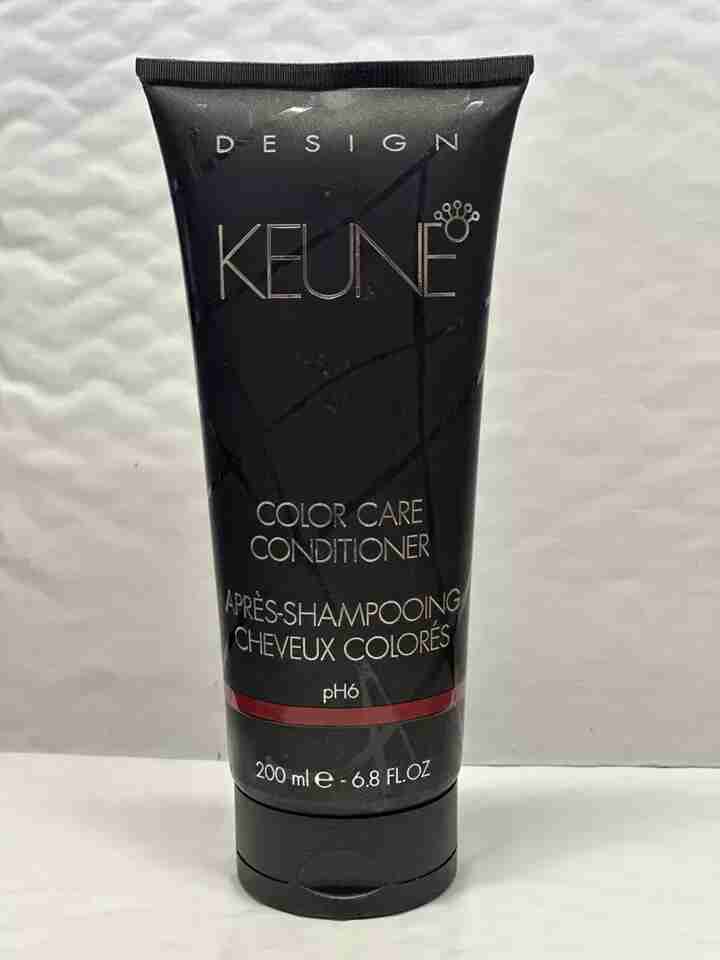 DESIGN
KEUNE
COLOR CARE
CONDITIONER
APRÈS-SHAMPOOING
CHEVEUX COLORÉS
pH6
200 ml ℮ - 6.8 FL.OZ